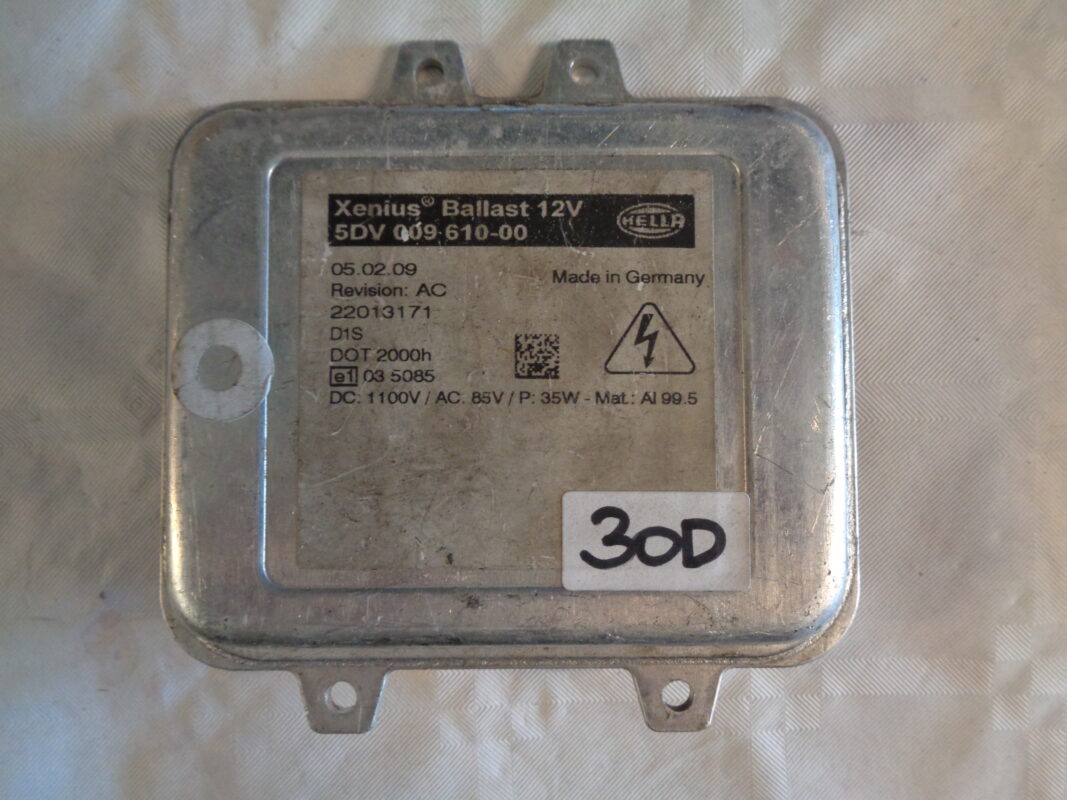 Xenius® Ballast 12V
5DV 009 610-00
HELLA
05.02.09
Made in Germany
Revision: AC
22013171
D1S
DOT 2000h
e1 03 5085
DC: 1100V / AC: 85V / P: 35W - Mat.: Al 99.5
30D